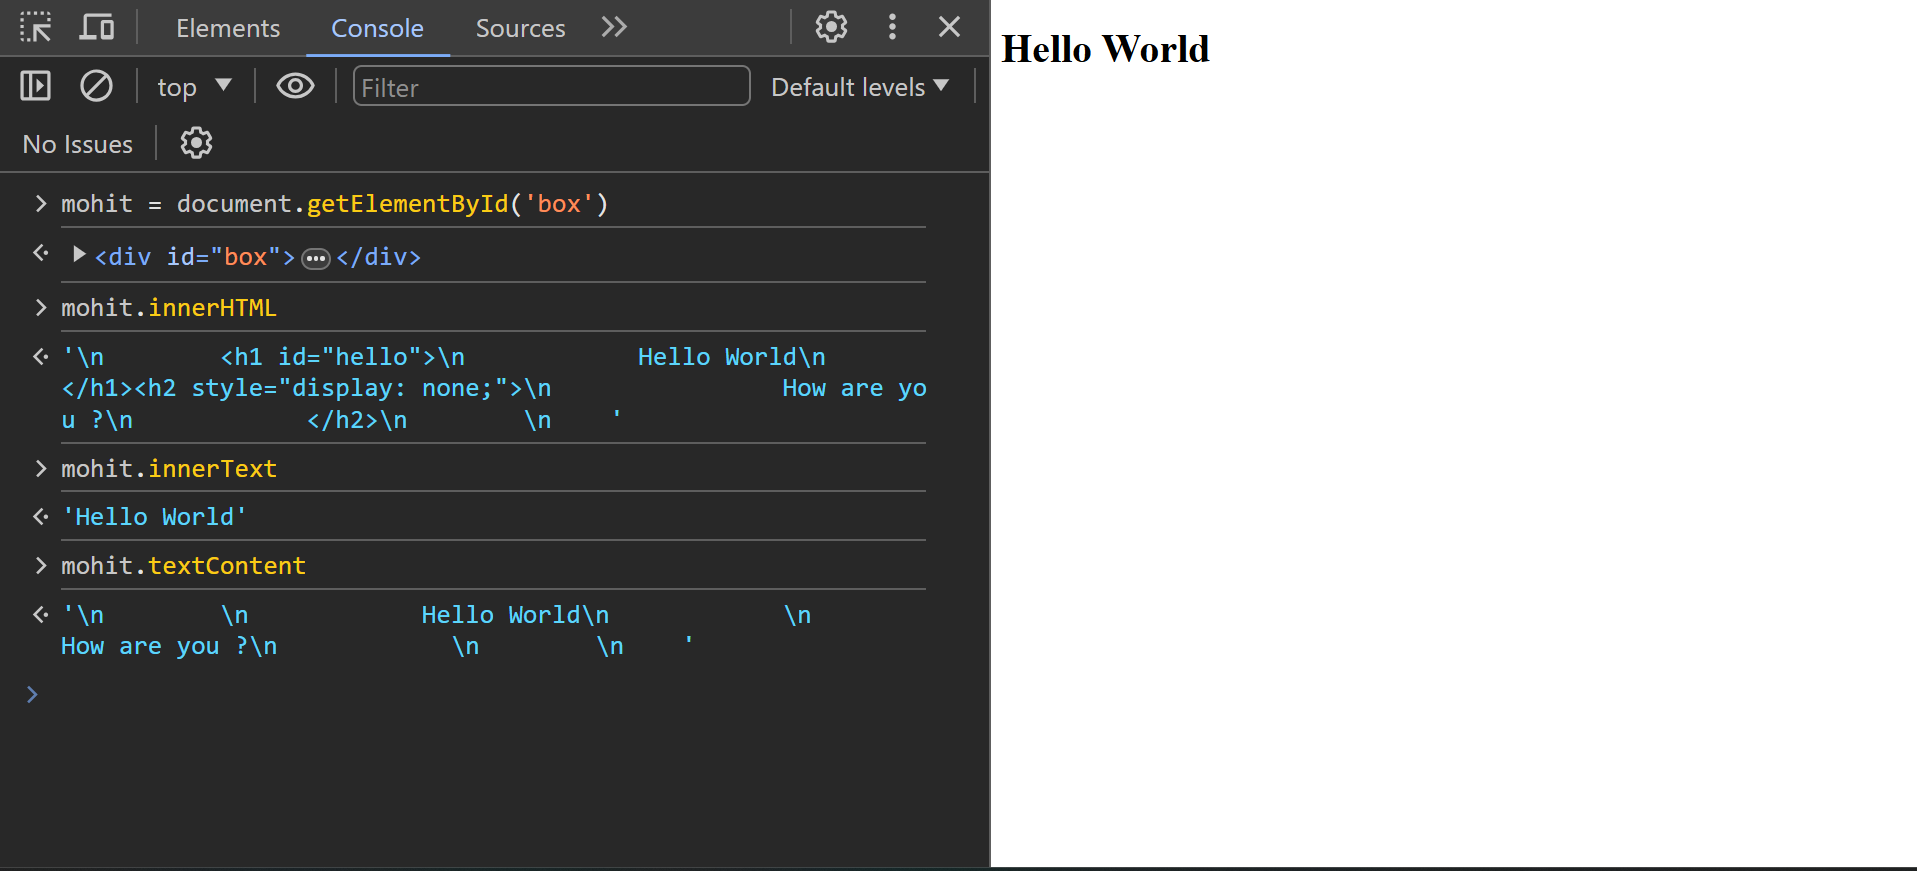 Elements Console Sources
top Filter Default levels
No Issues
mohit = document.getElementById('box')
<div id="box">…</div>
mohit.innerHTML
'\n        <h1 id="hello">\n            Hello World\n
</h1><h2 style="display: none;">\n                How are yo
u ?\n            </h2>\n        \n    '
mohit.innerText
'Hello World'
mohit.textContent
'\n        \n            Hello World\n            \n
How are you ?\n            \n        \n    '
Hello World